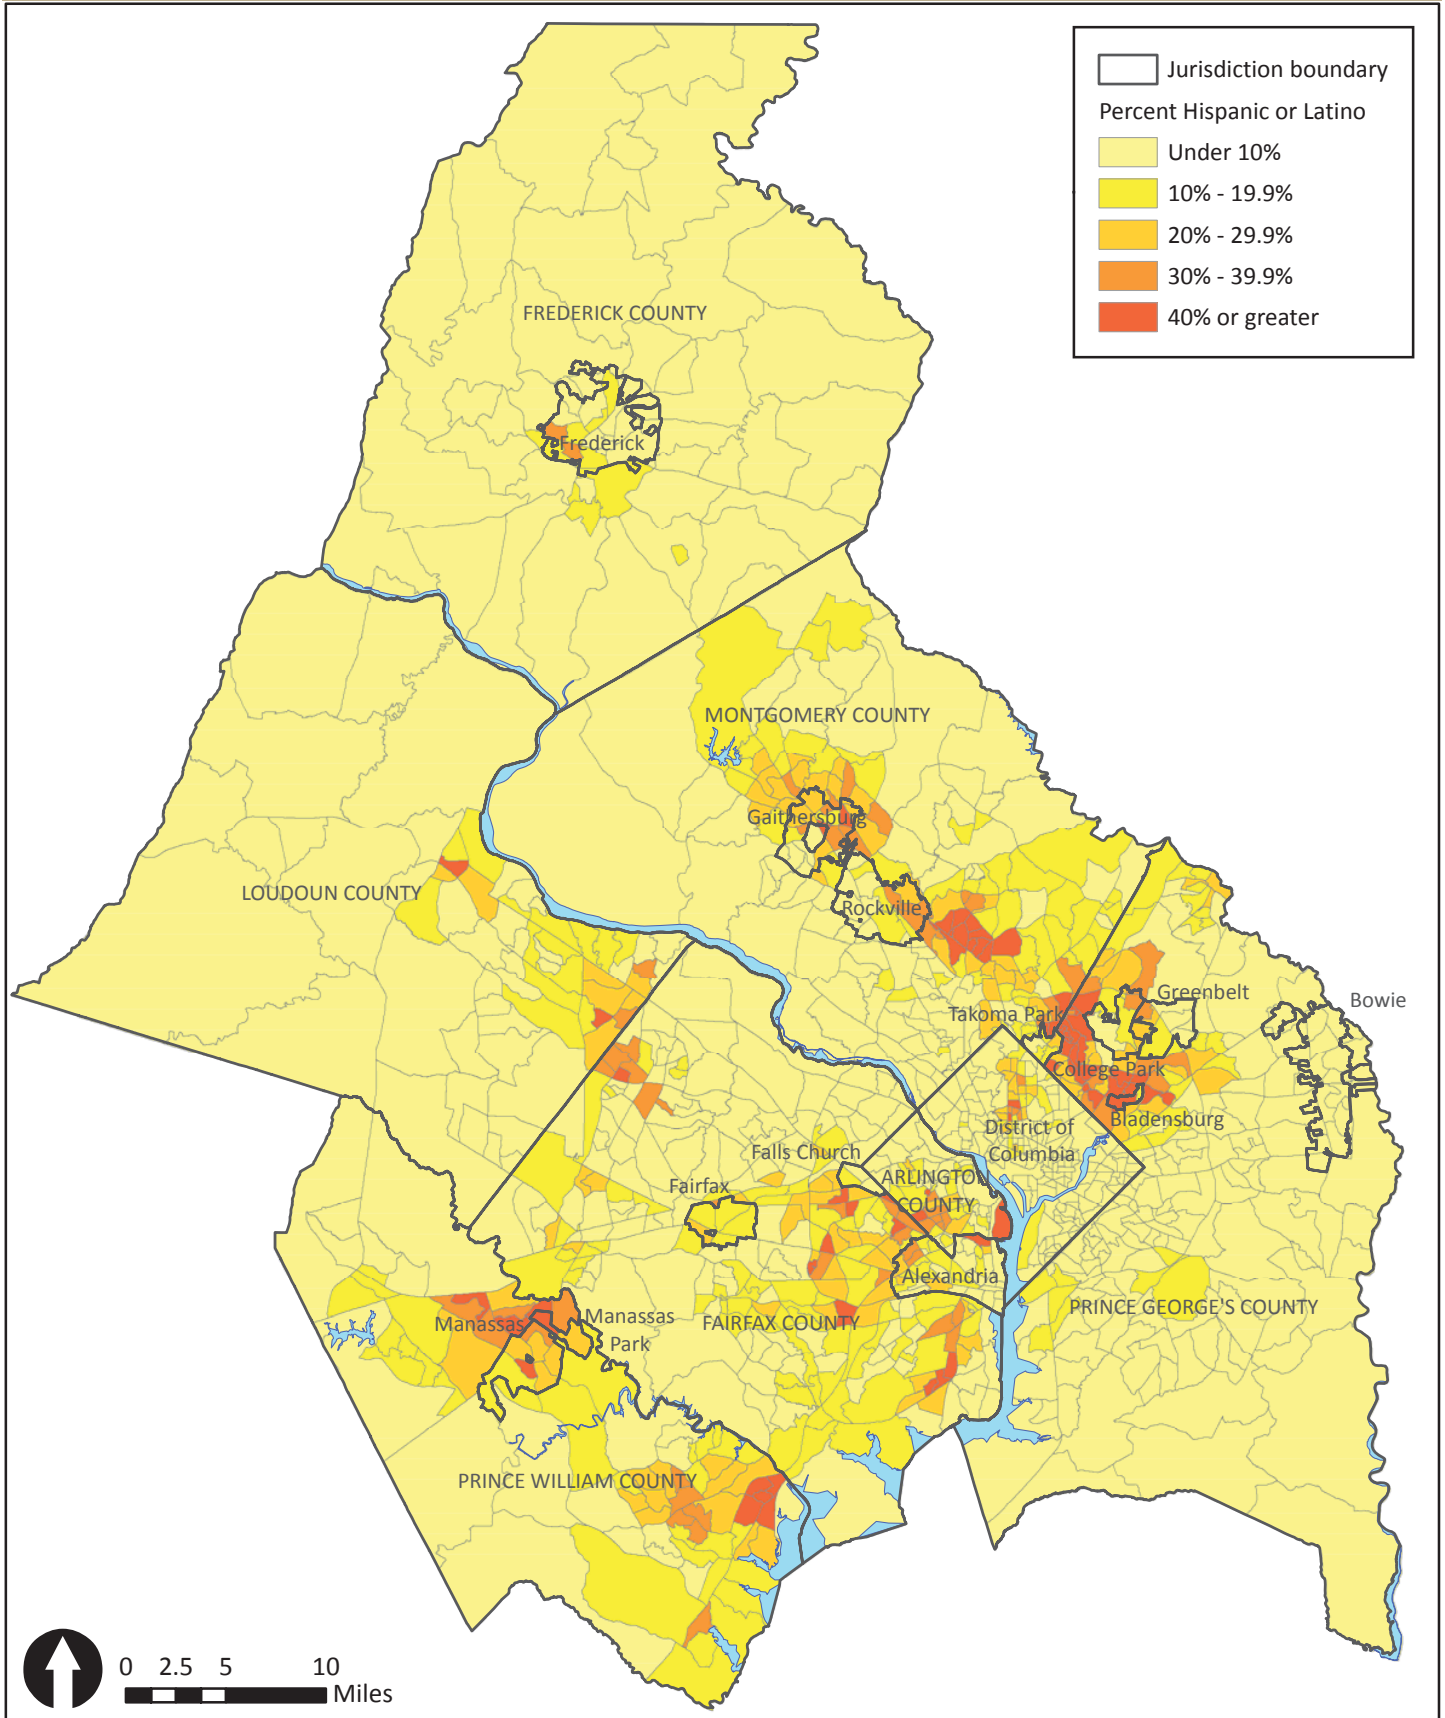 Jurisdiction boundary
Percent Hispanic or Latino
Under 10%
10% - 19.9%
20% - 29.9%
30% - 39.9%
40% or greater
FREDERICK COUNTY
Frederick
MONTGOMERY COUNTY
Gaithersburg
LOUDOUN COUNTY
Rockville
Greenbelt
Bowie
Takoma Park
College Park
Bladensburg
District of
Columbia
Falls Church
Fairfax
ARLINGTON
COUNTY
Alexandria
PRINCE GEORGE'S COUNTY
Manassas
Manassas
Park
FAIRFAX COUNTY
PRINCE WILLIAM COUNTY
0 2.5 5 10
Miles